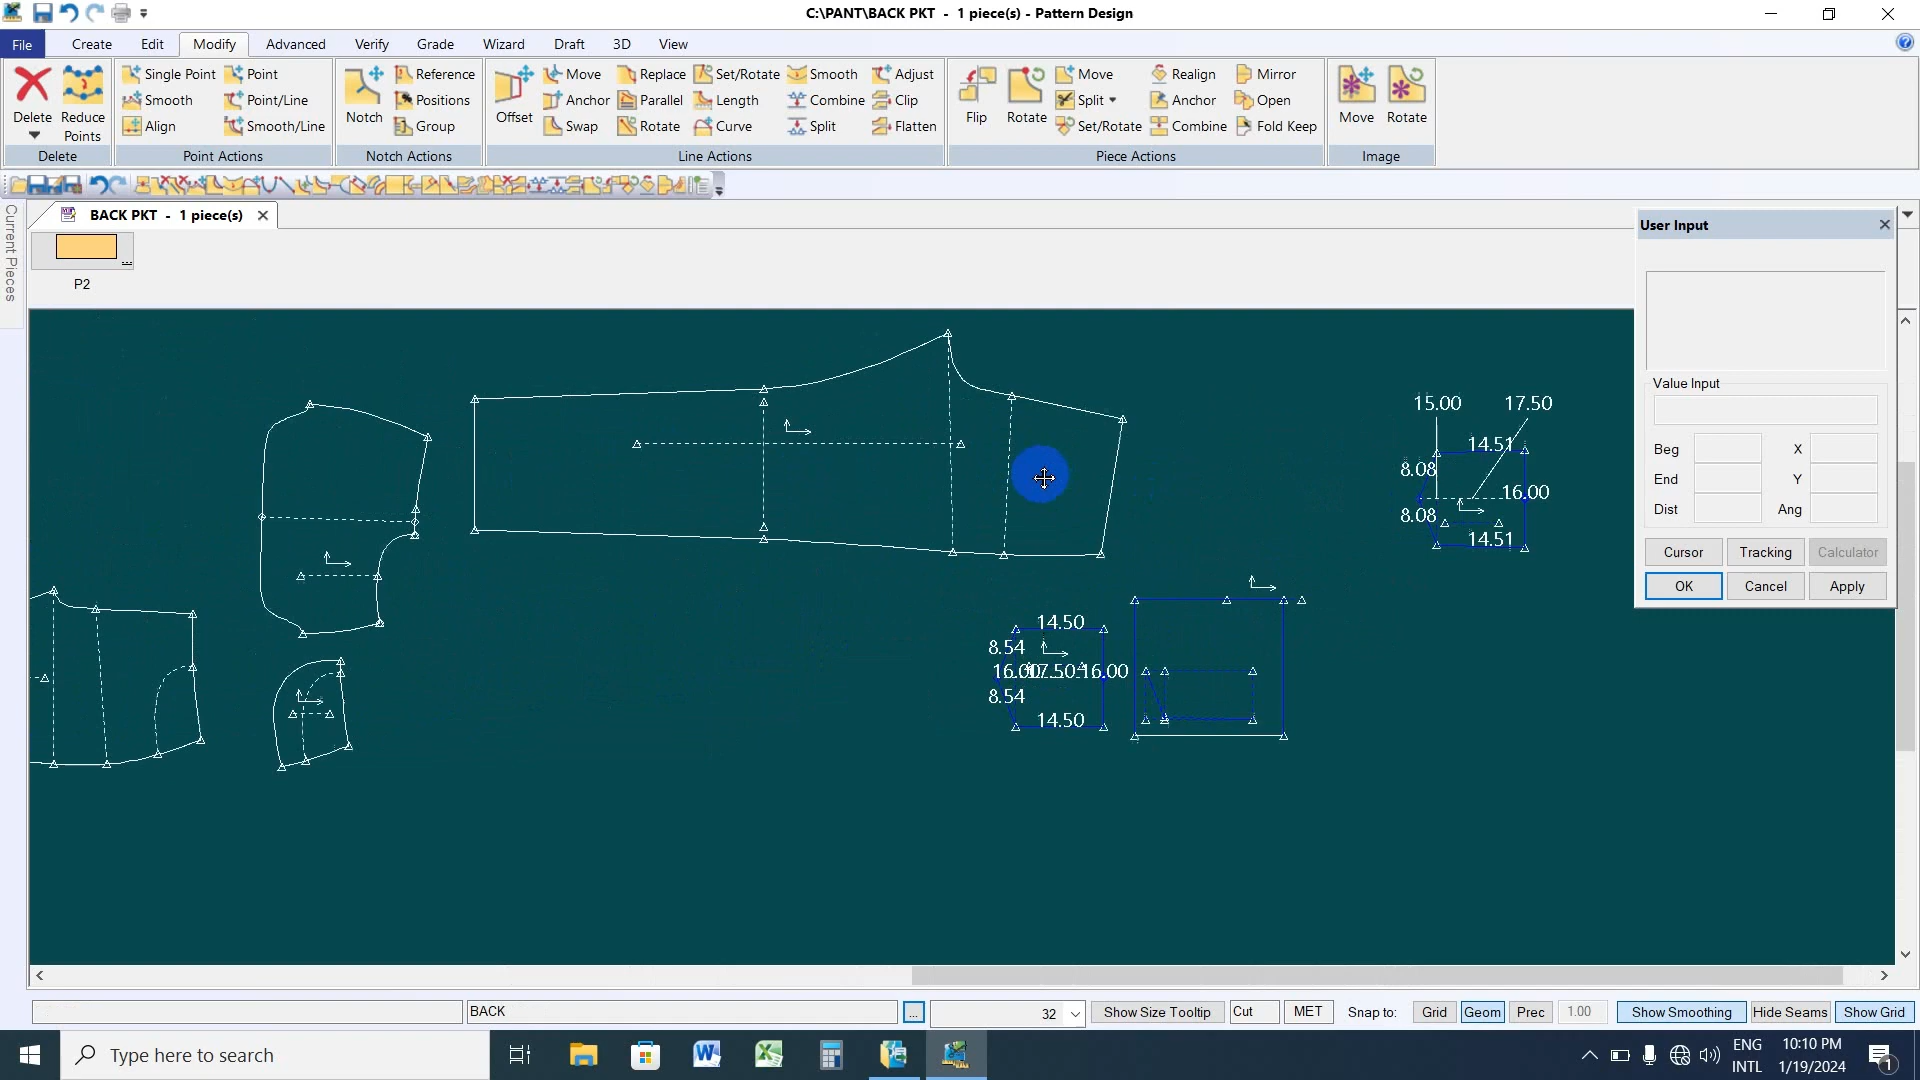 C:\PANT\BACK PKT - 1 piece(s) - Pattern Design
File Create Edit Modify Advanced Verify Grade Wizard Draft 3D View
Delete
Reduce Points
Delete
Single Point
Point
Smooth
Point/Line
Align
Smooth/Line
Point Actions
Notch
Reference
Positions
Group
Notch Actions
Offset
Move Replace Set/Rotate Smooth Adjust
Anchor Parallel Length Combine Clip
Swap Rotate Curve Split Flatten
Line Actions
Flip
Rotate
Move Realign Mirror
Split Anchor Open
Set/Rotate Combine Fold Keep
Piece Actions
Move Rotate
Image
Current Pieces
BACK PKT - 1 piece(s)
P2
15.00 17.50
14.51
8.08
16.00
8.08
14.51
14.50
8.54
16.00 17.50 16.00
8.54
14.50
User Input
Value Input
Beg X
End Y
Dist Ang
Cursor Tracking Calculator
OK Cancel Apply
BACK ... 32 Show Size Tooltip Cut MET Snap to: Grid Geom Prec 1.00 Show Smoothing Hide Seams Show Grid
Type here to search
ENG
INTL
10:10 PM
1/19/2024
1